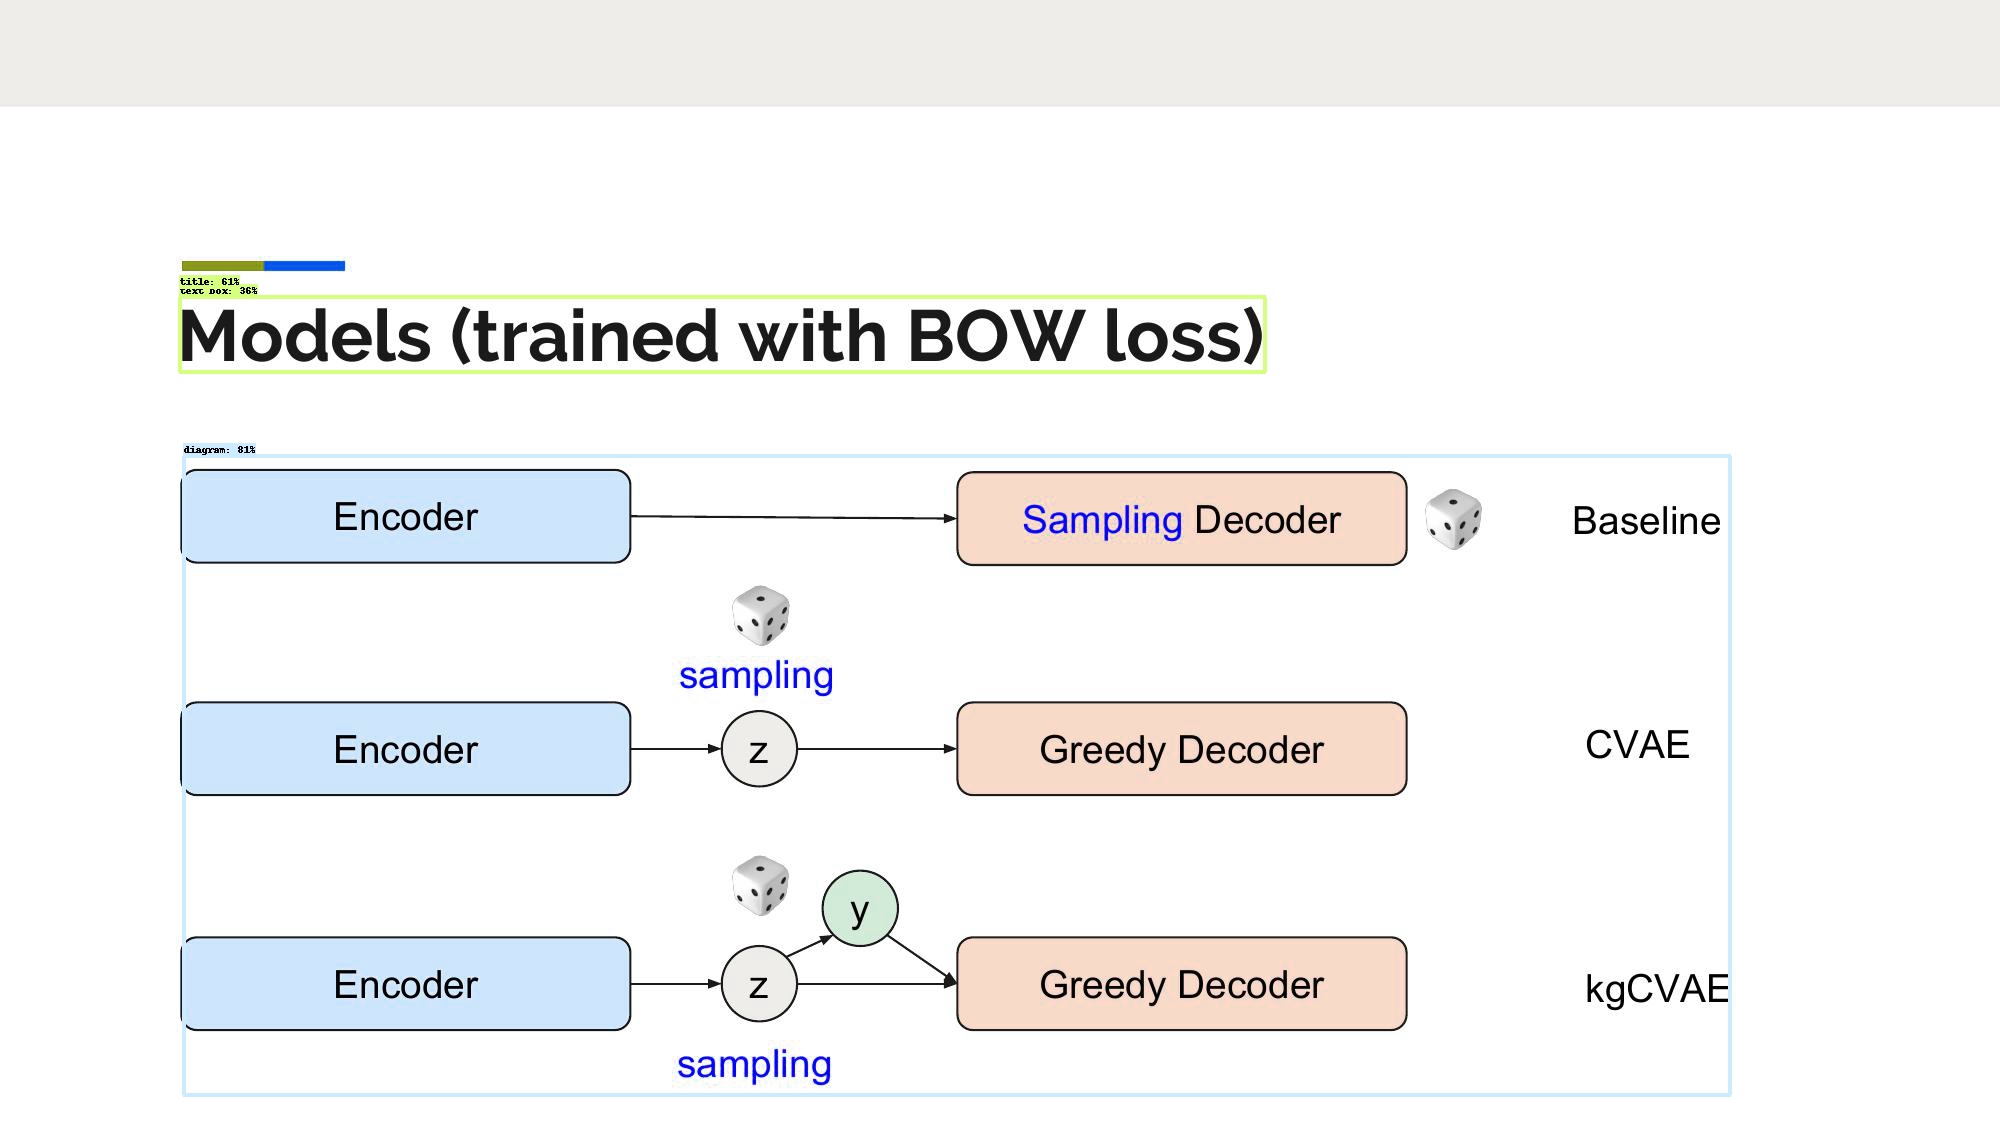 title: 61%
text box: 36%
Models (trained with BOW loss)
diagram: 81%
Encoder
Sampling Decoder
Baseline
sampling
Encoder
z
Greedy Decoder
CVAE
y
Encoder
z
Greedy Decoder
kgCVAE
sampling